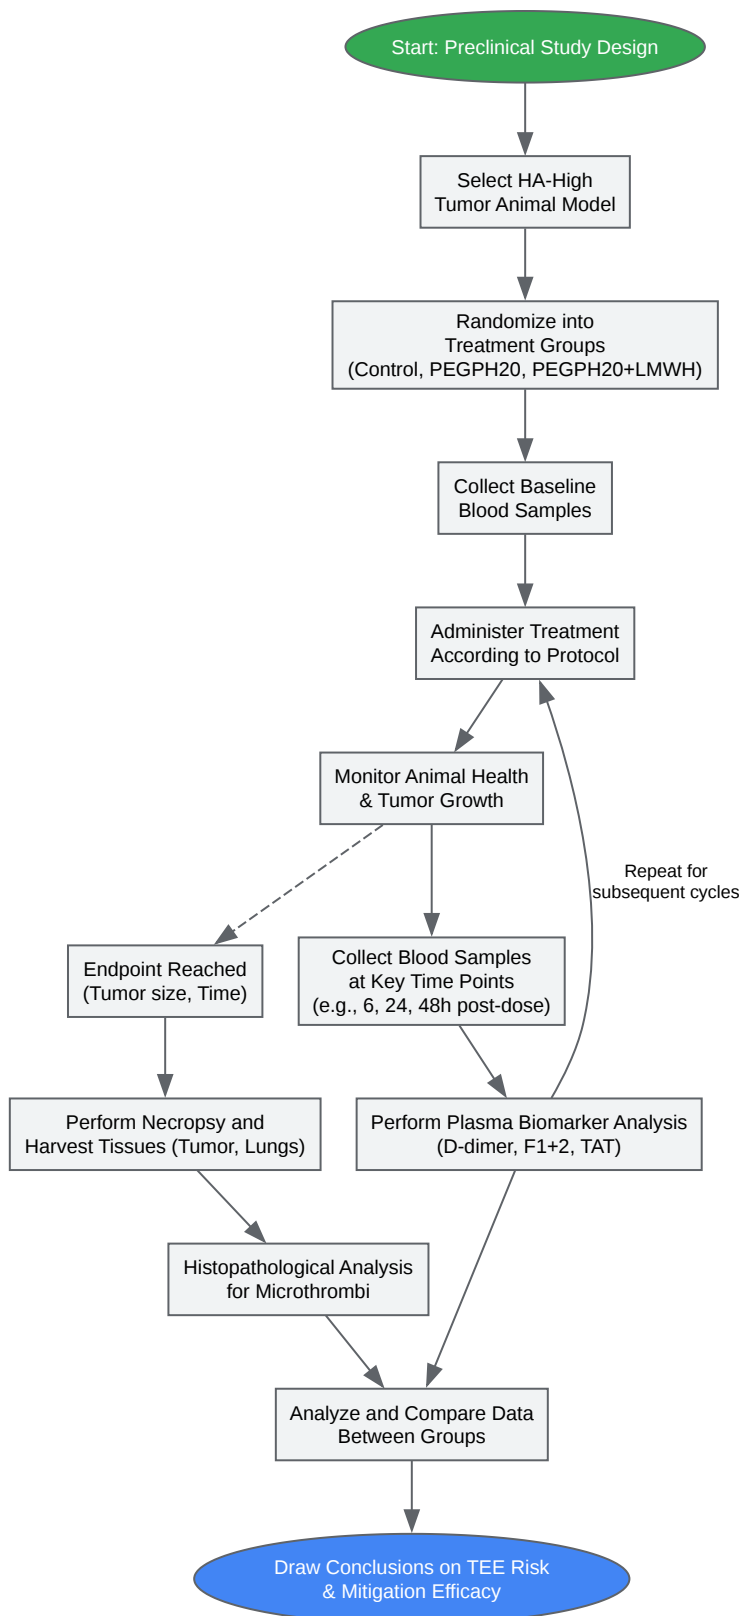 Start: Preclinical Study Design
Select HA-High
Tumor Animal Model
Randomize into
Treatment Groups
(Control, PEGPH20, PEGPH20+LMWH)
Collect Baseline
Blood Samples
Administer Treatment
According to Protocol
Monitor Animal Health
& Tumor Growth
Repeat for
subsequent cycles
Endpoint Reached
(Tumor size, Time)
Collect Blood Samples
at Key Time Points
(e.g., 6, 24, 48h post-dose)
Perform Necropsy and
Harvest Tissues (Tumor, Lungs)
Perform Plasma Biomarker Analysis
(D-dimer, F1+2, TAT)
Histopathological Analysis
for Microthrombi
Analyze and Compare Data
Between Groups
Draw Conclusions on TEE Risk
& Mitigation Efficacy